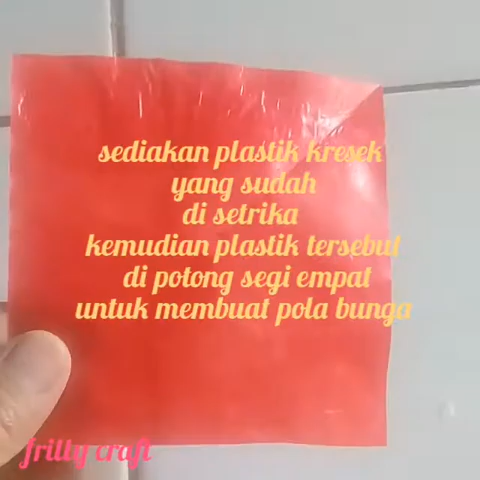 sediakan plastik kresek
yang sudah
di setrika
kemudian plastik tersebut
di potong segi empat
untuk membuat pola bunga
frilly craft